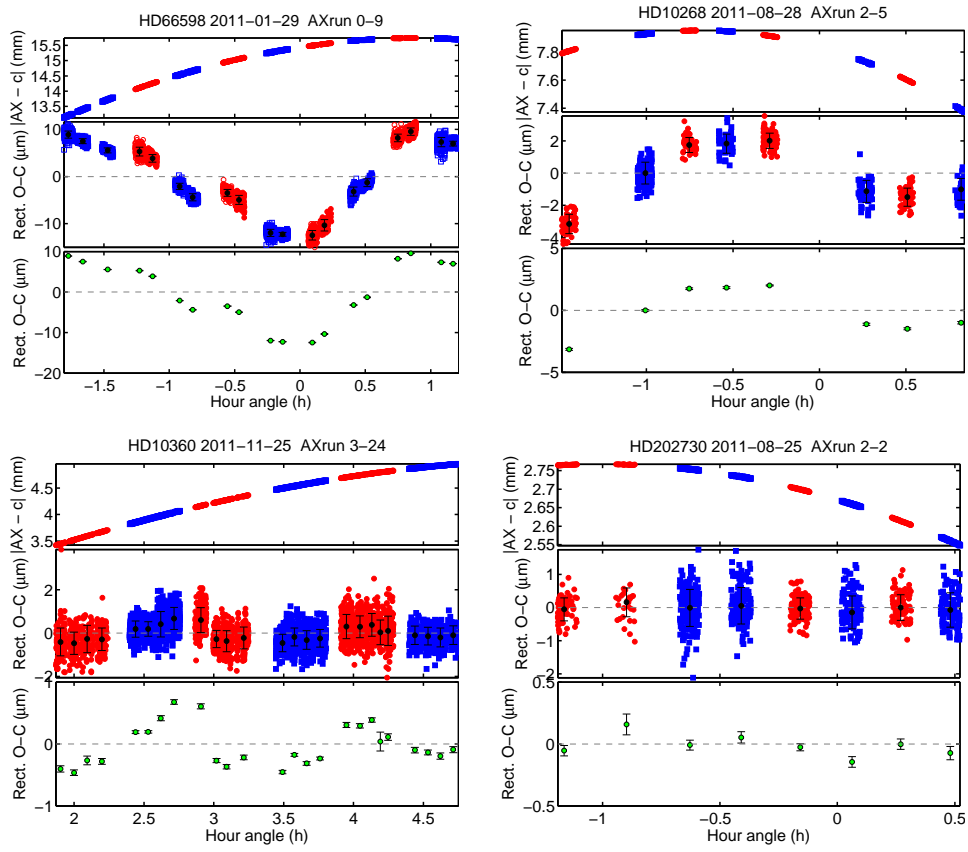 HD66598 2011−01−29 AXrun 0−9
|AX − c| (mm)
15.5
15
14.5
14
13.5
Rect. O−C (μm)
10
0
−10
Rect. O−C (μm)
10
0
−10
−20
−1.5 −1 −0.5 0 0.5 1
Hour angle (h)
HD10268 2011−08−28 AXrun 2−5
|AX − c| (mm)
7.8
7.6
7.4
Rect. O−C (μm)
2
0
−2
−4
Rect. O−C (μm)
5
0
−5
−1 −0.5 0 0.5
Hour angle (h)
HD10360 2011−11−25 AXrun 3−24
|AX − c| (mm)
4.5
3.5
Rect. O−C (μm)
2
0
−2
Rect. O−C (μm)
1
0
−1
2 2.5 3 3.5 4 4.5
Hour angle (h)
HD202730 2011−08−25 AXrun 2−2
|AX − c| (mm)
2.75
2.7
2.65
2.6
2.55
Rect. O−C (μm)
1
0
−1
Rect. O−C (μm)
0.5
0
−0.5
−1 −0.5 0 0.5
Hour angle (h)